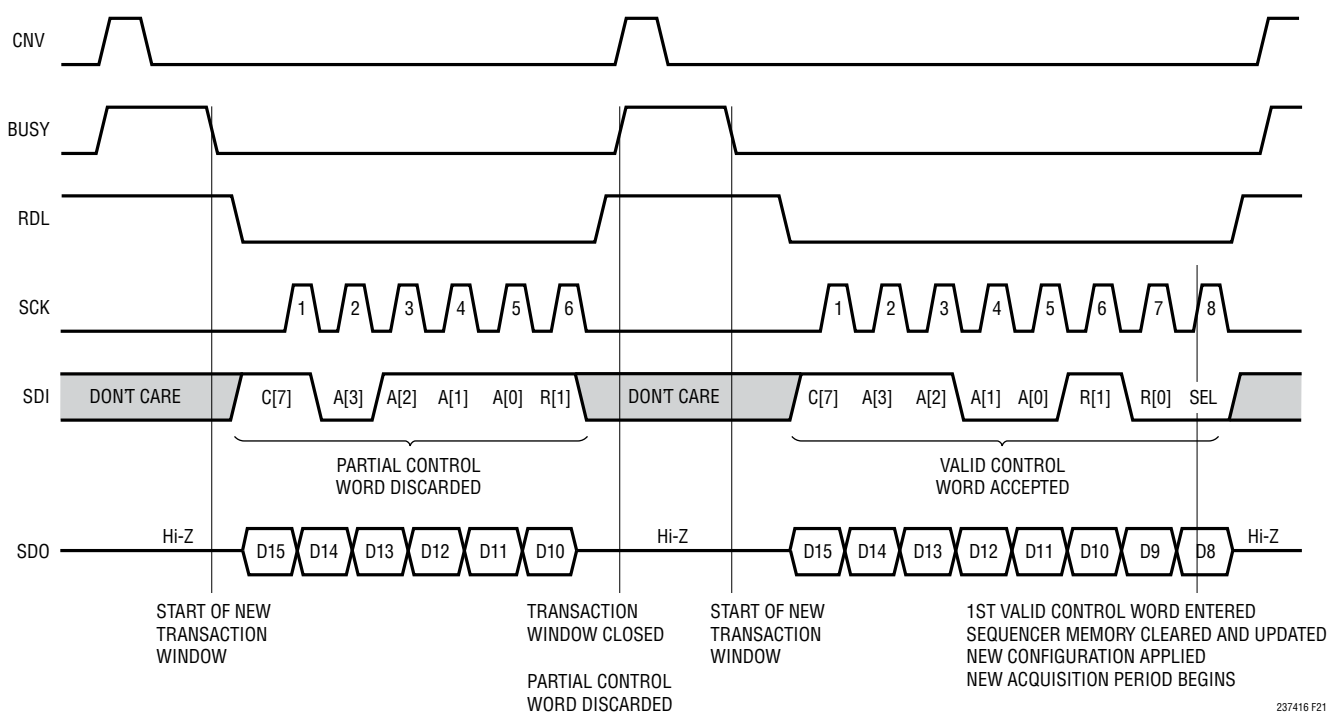 CNV
BUSY
RDL
SCK 1 2 3 4 5 6 1 2 3 4 5 6 7 8
SDI DON'T CARE C[7] A[3] A[2] A[1] A[0] R[1] DON'T CARE C[7] A[3] A[2] A[1] A[0] R[1] R[0] SEL
PARTIAL CONTROL
WORD DISCARDED
VALID CONTROL
WORD ACCEPTED
SDO Hi-Z D15 D14 D13 D12 D11 D10 Hi-Z D15 D14 D13 D12 D11 D10 D9 D8 Hi-Z
START OF NEW
TRANSACTION
WINDOW
TRANSACTION
WINDOW CLOSED
PARTIAL CONTROL
WORD DISCARDED
START OF NEW
TRANSACTION
WINDOW
1ST VALID CONTROL WORD ENTERED
SEQUENCER MEMORY CLEARED AND UPDATED
NEW CONFIGURATION APPLIED
NEW ACQUISITION PERIOD BEGINS
237416 F21